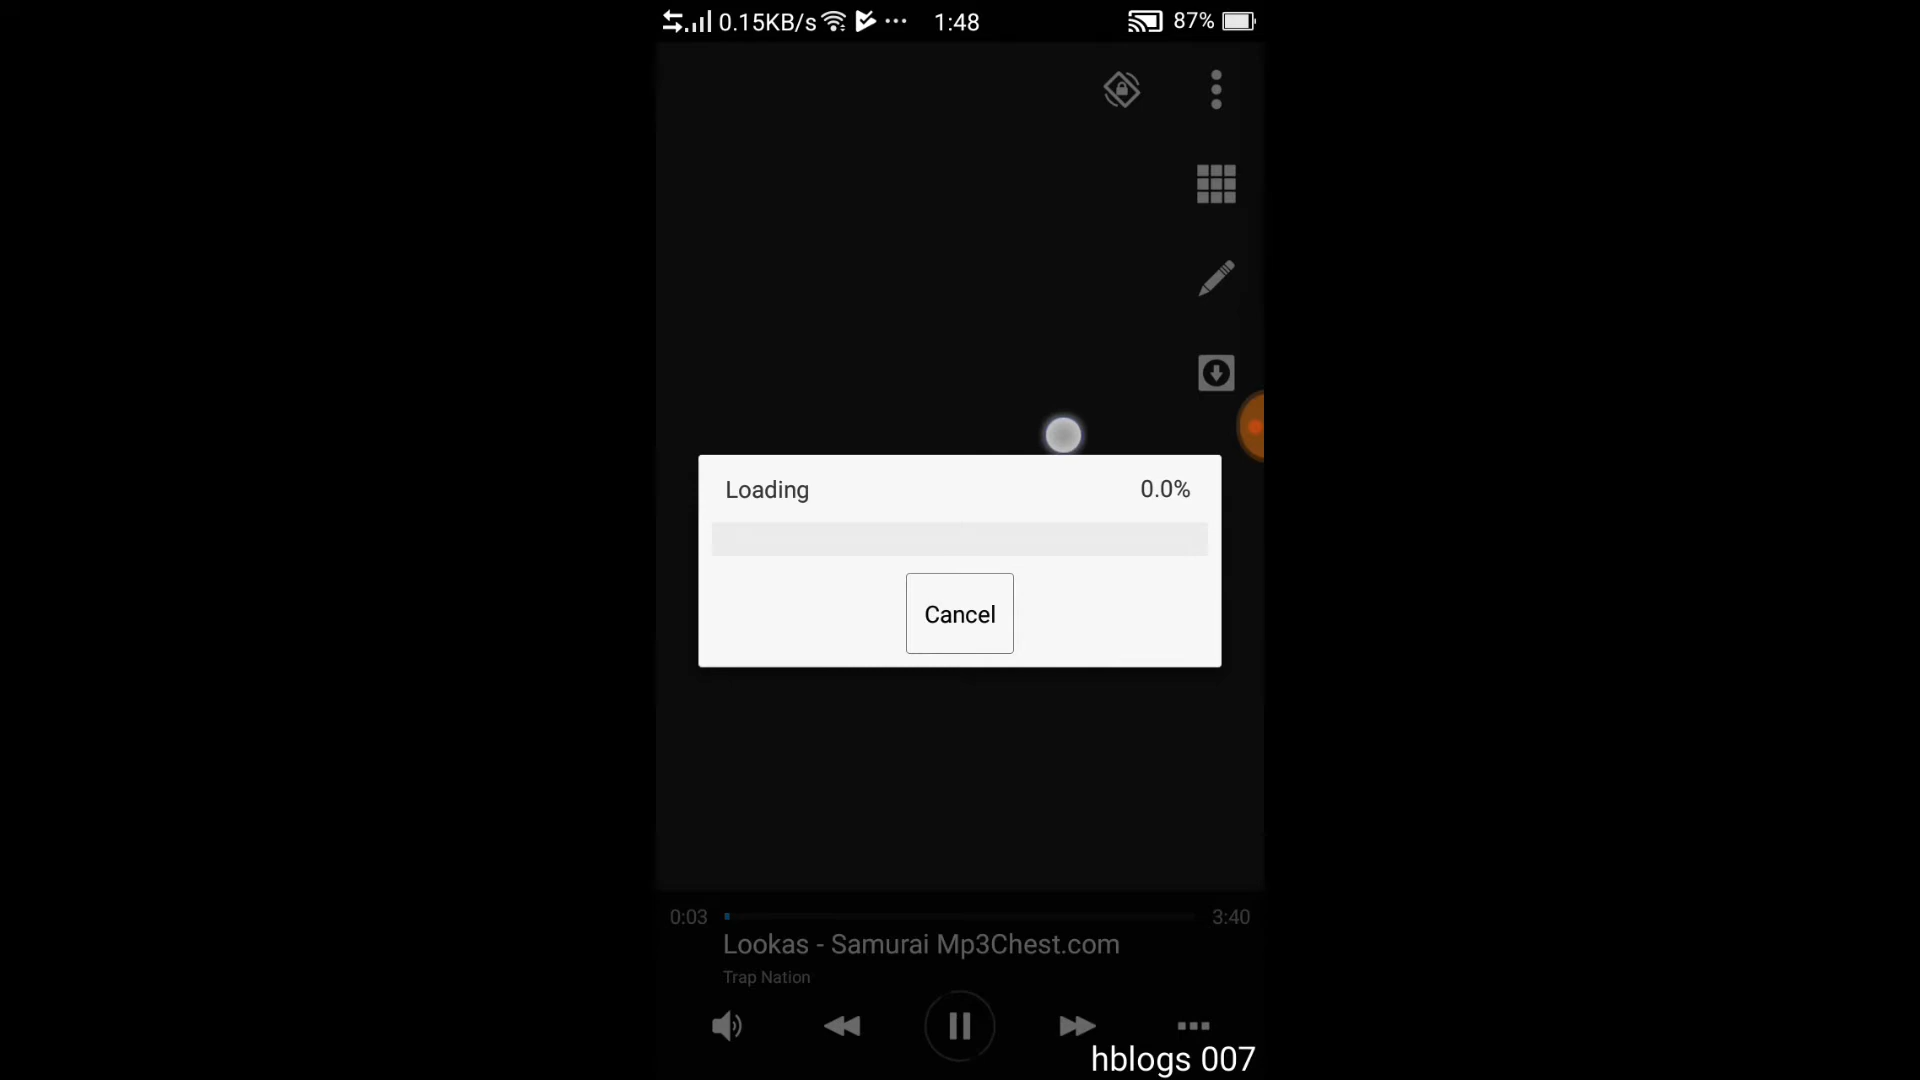 0.15KB/s 1:48 87%
Loading 0.0%
Cancel
0:03 3:40
Lookas - Samurai Mp3Chest.com
Trap Nation
hblogs 007